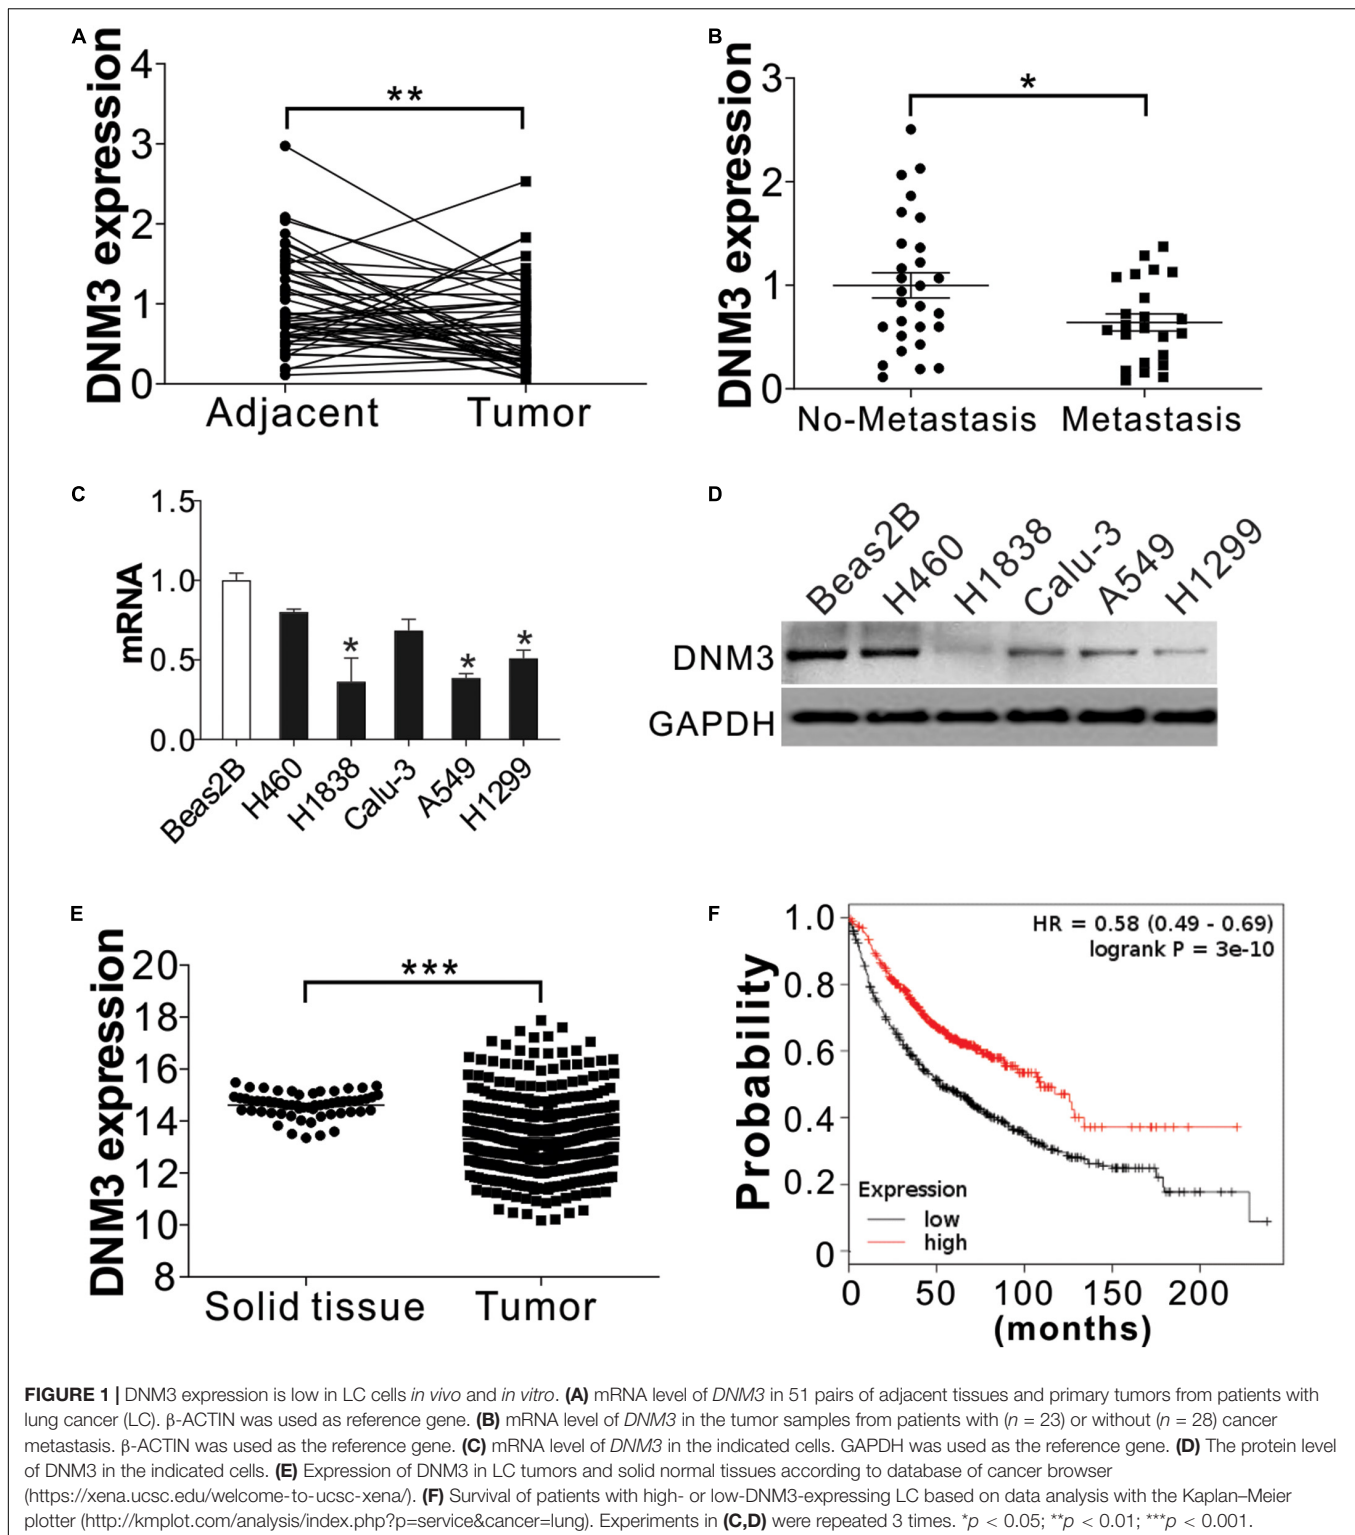 A
DNM3 expression
4
3
2
1
0
**
Adjacent Tumor
B
DNM3 expression
3
2
1
0
*
No-Metastasis Metastasis
C
mRNA
1.5
1.0
0.5
0.0
*
*
*
Beas2B
H460
H1838
Calu-3
A549
H1299
D
Beas2B
H460
H1838
Calu-3
A549
H1299
DNM3
GAPDH
E
DNM3 expression
20
18
16
14
12
10
8
***
Solid tissue Tumor
F
Probability
1.0
0.8
0.6
0.4
0.2
0
HR = 0.58 (0.49 - 0.69)
logrank P = 3e-10
Expression
low
high
0 50 100 150 200
(months)
FIGURE 1 | DNM3 expression is low in LC cells in vivo and in vitro. (A) mRNA level of DNM3 in 51 pairs of adjacent tissues and primary tumors from patients with
lung cancer (LC). β-ACTIN was used as reference gene. (B) mRNA level of DNM3 in the tumor samples from patients with (n = 23) or without (n = 28) cancer
metastasis. β-ACTIN was used as the reference gene. (C) mRNA level of DNM3 in the indicated cells. GAPDH was used as the reference gene. (D) The protein level
of DNM3 in the indicated cells. (E) Expression of DNM3 in LC tumors and solid normal tissues according to database of cancer browser
(https://xena.ucsc.edu/welcome-to-ucsc-xena/). (F) Survival of patients with high- or low-DNM3-expressing LC based on data analysis with the Kaplan–Meier
plotter (http://kmplot.com/analysis/index.php?p=service&cancer=lung). Experiments in (C,D) were repeated 3 times. *p < 0.05; **p < 0.01; ***p < 0.001.